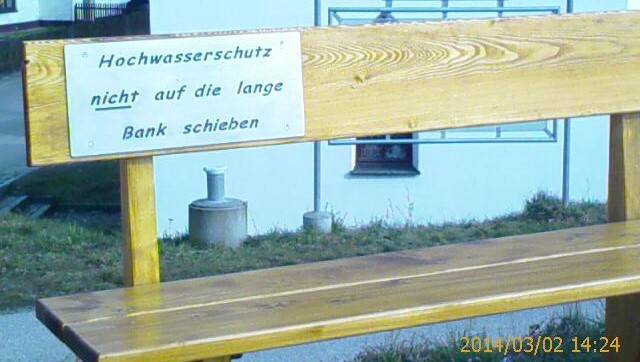 Hochwasserschutz
nicht auf die lange
Bank schieben
2014/03/02 14:24